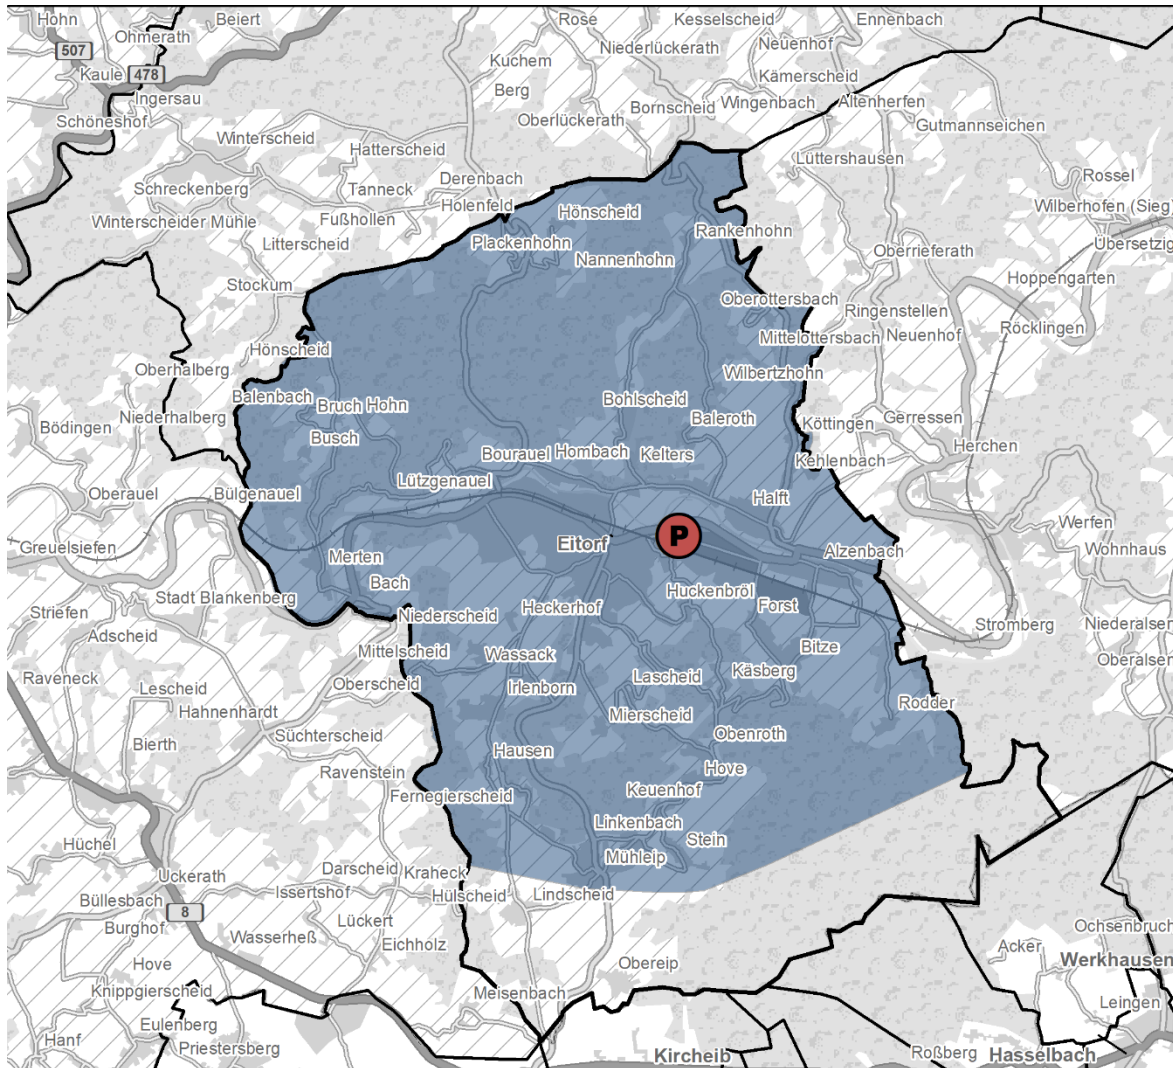 Hohn
Beiert
Rose
Kesselscheid
Ennenbach
Ohmerath
507
Niederlückerath
Neuenhof
Kuchem
Kaule
478
Kämerscheid
Berg
Ingersau
Wingenbach
Altenherfen
Bornscheid
Schöneshof
Oberlückerath
Gutmannseichen
Winterscheid
Hatterscheid
Lüttershausen
Rossel
Derenbach
Schreckenberg
Tanneck
Holenfeld
Wilberhofen (Sieg)
Hönscheid
Winterscheider Mühle
Fußhollen
Rankenhohn
Litterscheid
Plackenhohn
Übersetzig
Oberrieferath
Nannenhohn
Hoppengarten
Stockum
Oberottersbach
Ringenstellen
Röcklingen
Mittelottersbach
Neuenhof
Hönscheid
Oberhalberg
Wilbertzhohn
Balenbach
Bruch
Hohn
Bohlscheid
Niederhalberg
Baleroth
Gerressen
Köttingen
Bödingen
Busch
Herchen
Bourauel
Hombach
Kelters
Kehlenbach
Lützgenauel
Oberauel
Bülgenauel
Halft
Werfen
Greuelsiefen
Eitorf
P
Wohnhaus
Alzenbach
Merten
Bach
Huckenbröl
Stadt Blankenberg
Forst
Striefen
Niederscheid
Heckerhof
Stromberg
Niederalsen
Adscheid
Bitze
Mittelscheid
Wassack
Oberalsen
Raveneck
Käsberg
Lascheid
Oberscheid
Lescheid
Irlenborn
Rodder
Hahnenhardt
Mierscheid
Süchterscheid
Obenroth
Bierth
Hausen
Hove
Ravenstein
Keuenhof
Fernegierscheid
Linkenbach
Stein
Hüchel
Mühleip
Darscheid
Kraheck
Uckerath
Issertshof
Hülscheid
Lindscheid
Büllesbach
8
Lückert
Burghof
Ochsenbruch
Wasserheß
Eichholz
Acker
Hove
Obereip
Werkhausen
Knippgierscheid
Meisenbach
Leingen
Eulenberg
Hanf
Priestersberg
Kircheib
Roßberg
Hasselbach